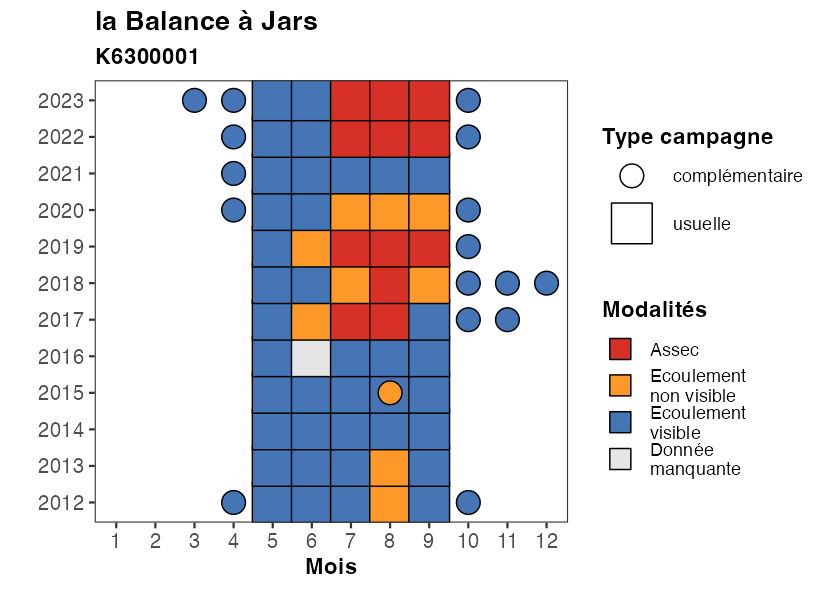 la Balance à Jars
K6300001
2023
2022
2021
2020
2019
2018
2017
2016
2015
2014
2013
2012
1 2 3 4 5 6 7 8 9 10 11 12
Mois
Type campagne
complémentaire
usuelle
Modalités
Assec
Ecoulement
non visible
Ecoulement
visible
Donnée
manquante